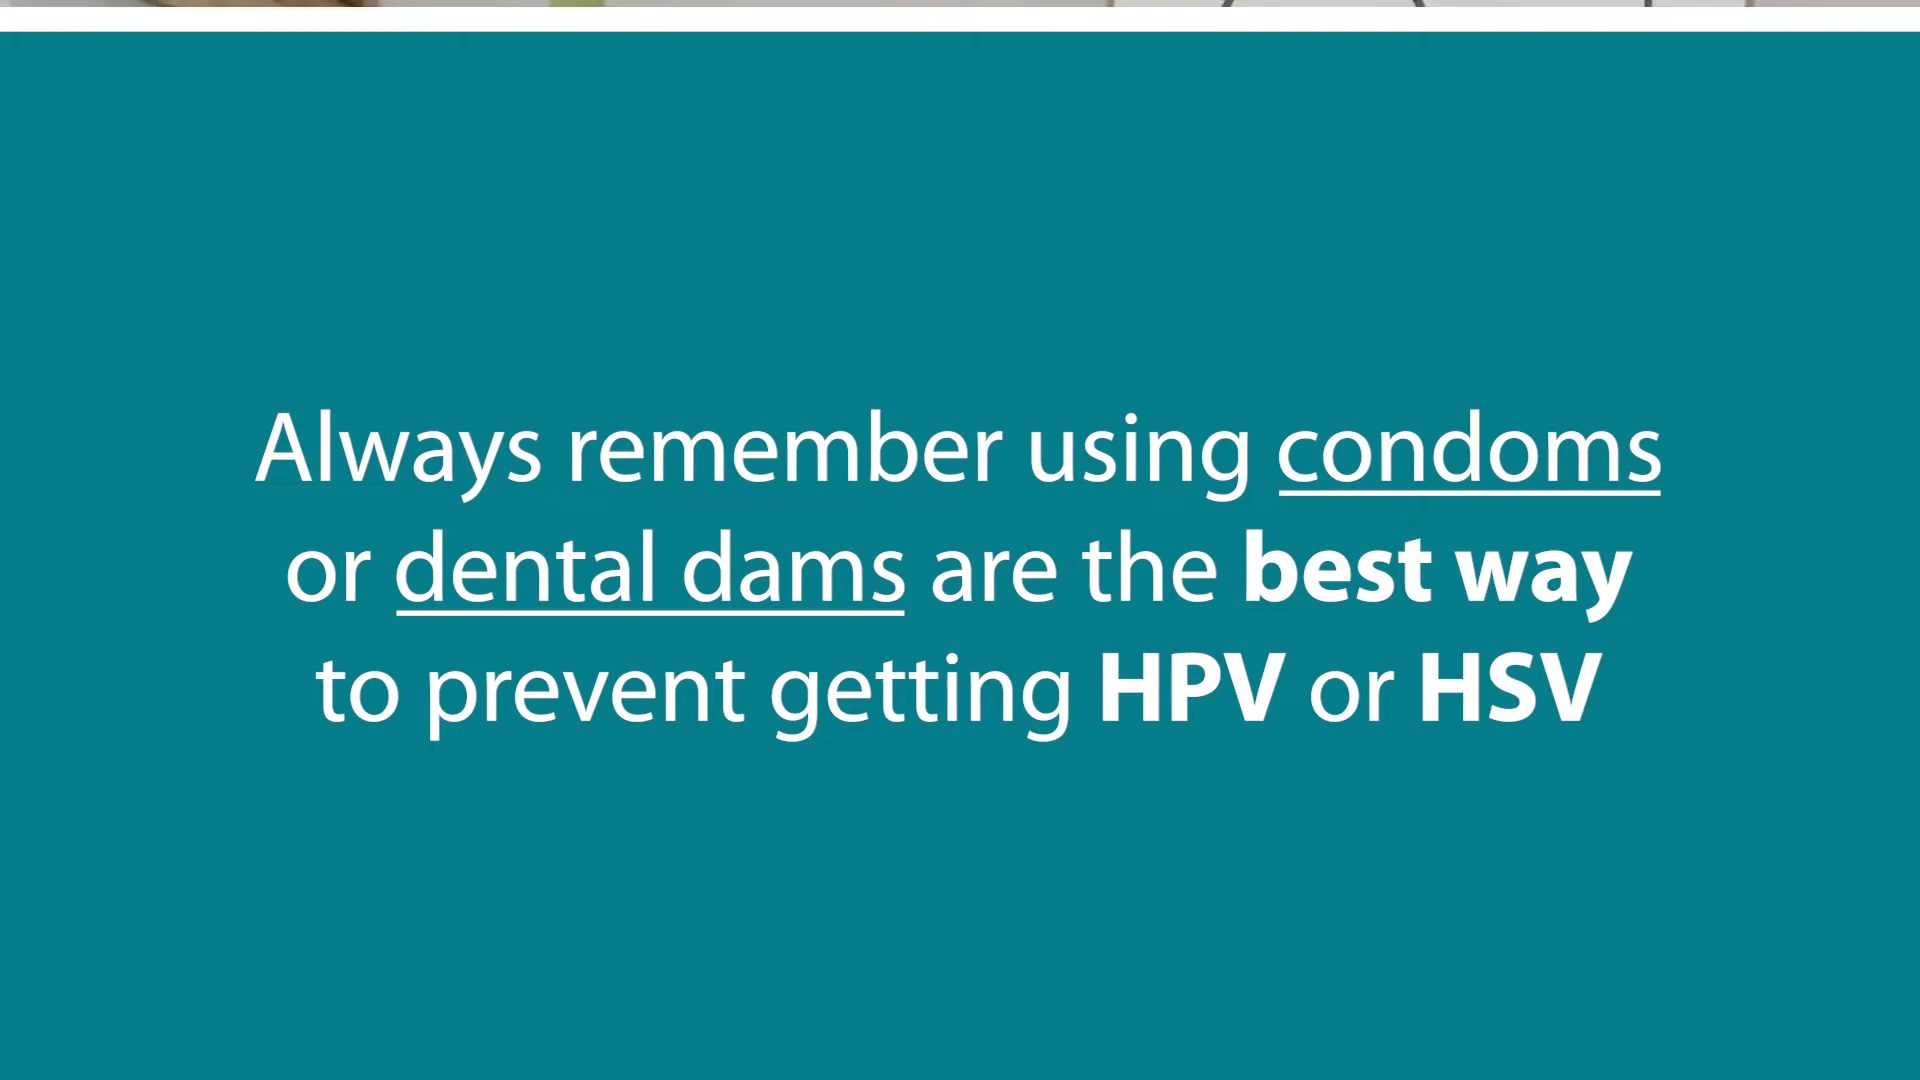 Always remember using condoms
or dental dams are the best way
to prevent getting HPV or HSV